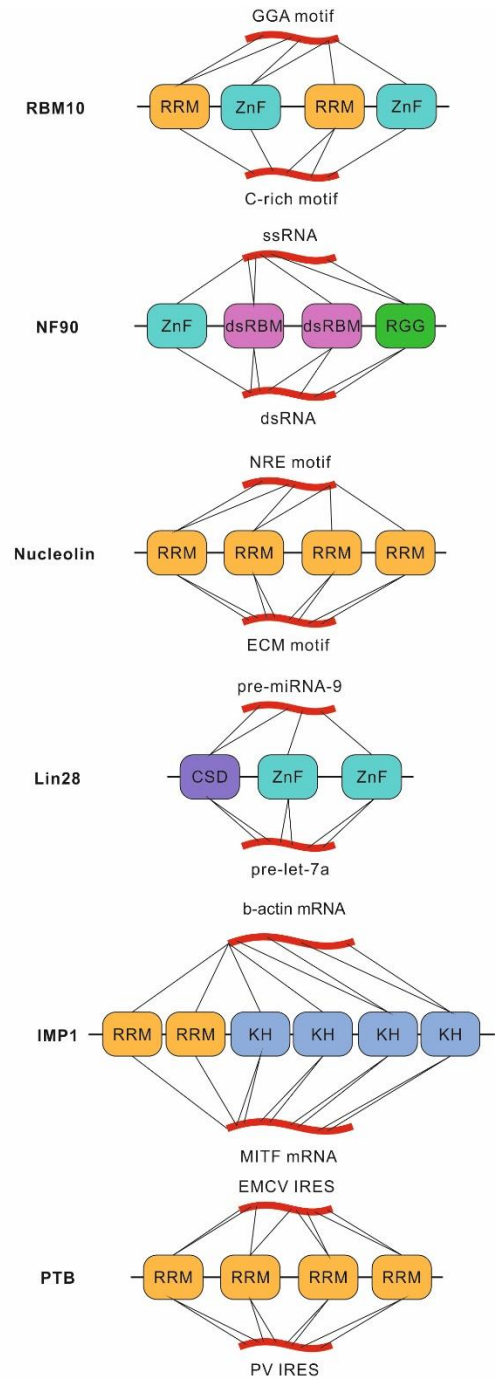 GGA motif
RBM10
RRM ZnF RRM ZnF
C-rich motif
ssRNA
NF90
ZnF dsRBM dsRBM RGG
dsRNA
NRE motif
Nucleolin
RRM RRM RRM RRM
ECM motif
pre-miRNA-9
Lin28
CSD ZnF ZnF
pre-let-7a
b-actin mRNA
IMP1
RRM RRM KH KH KH KH
MITF mRNA
EMCV IRES
PTB
RRM RRM RRM RRM
PV IRES